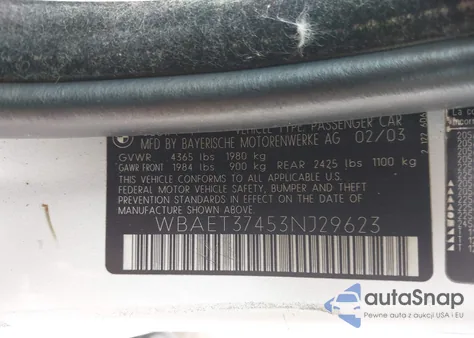 VEHICLE TYPE: PASSENGER CAR
MFD BY BAYERISCHE MOTORENWERKE AG 02/03
GVWR 4365 lbs 1980 kg
GAWR FRONT 1984 lbs 900 kg REAR 2425 lbs 1100 kg
THIS VEHICLE CONFORMS TO ALL APPLICABLE
FEDERAL MOTOR VEHICLE SAFETY, BUMPER AND THEFT
PREVENTION STANDARDS IN EFFECT ON THE DATE OF
MANUFACTURE SHOWN ABOVE.
WBAET37453NJ29623
autoSnap
Pewne auta z aukcji USA i EU